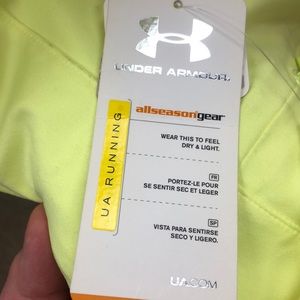 UNDER ARMOUR.
UA RUNNING
allseasongear
WEAR THIS TO FEEL
DRY & LIGHT.
FR
PORTEZ-LE POUR
SE SENTIR SEC ET LEGER
SP
VISTA PARA SENTIRSE
SECO Y LIGERO.
UA.COM